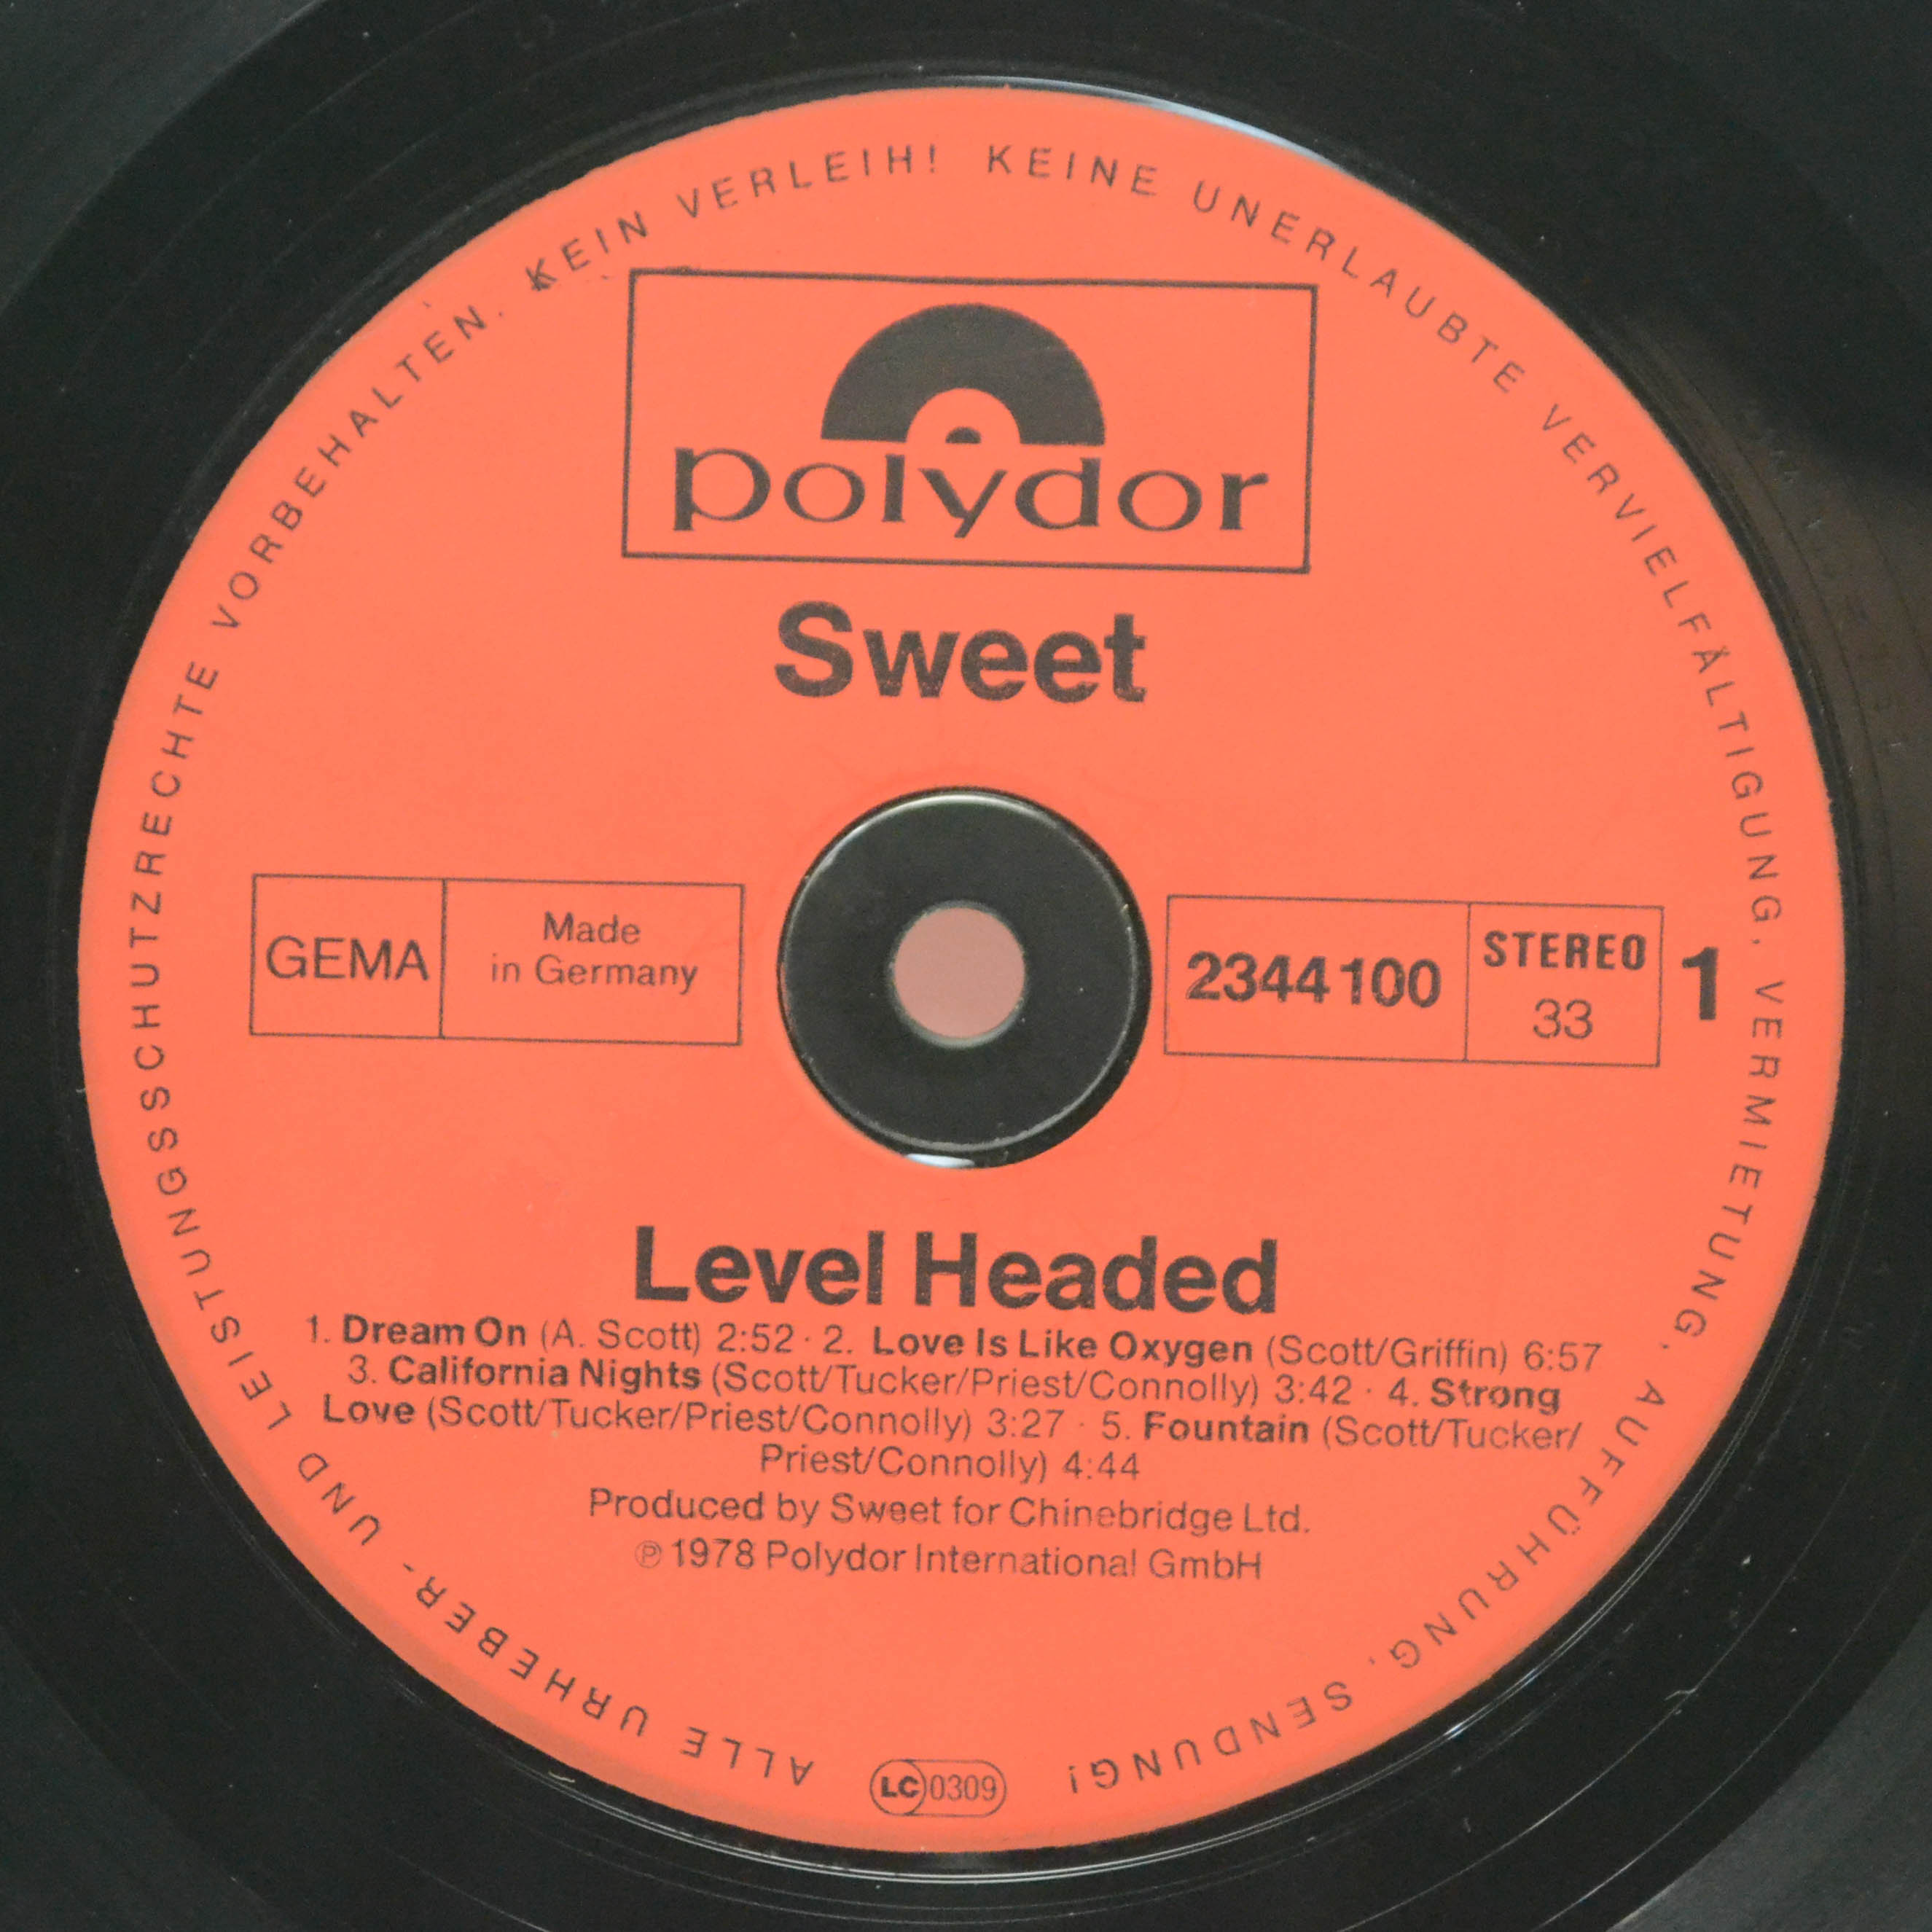 ALLE URHEBER- UND LEISTUNGSSCHUTZRECHTE VORBEHALTEN. KEIN VERLEIH! KEINE UNERLAUBTE VERVIELFÄLTIGUNG, VERMIETUNG, AUFFÜHRUNG, SENDUNG!
polydor
Sweet
GEMA
Made
in Germany
2344100
STEREO
33
1
Level Headed
1. Dream On (A. Scott) 2:52 · 2. Love Is Like Oxygen (Scott/Griffin) 6:57
3. California Nights (Scott/Tucker/Priest/Connolly) 3:42 · 4. Strong
Love (Scott/Tucker/Priest/Connolly) 3:27 · 5. Fountain (Scott/Tucker/
Priest/Connolly) 4:44
Produced by Sweet for Chinebridge Ltd.
℗ 1978 Polydor International GmbH
LC 0309